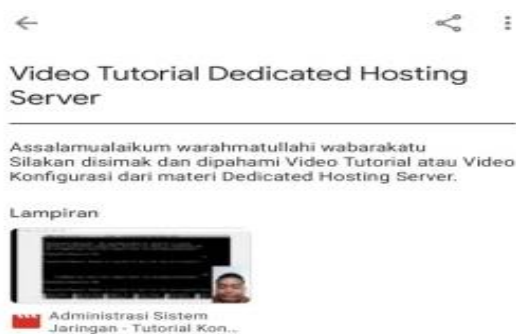 Video Tutorial Dedicated Hosting
Server
Assalamualaikum warahmatullahi wabarakatu
Silakan disimak dan dipahami Video Tutorial atau Video
Konfigurasi dari materi Dedicated Hosting Server.
Lampiran
Administrasi Sistem
Jaringan - Tutorial Kon...